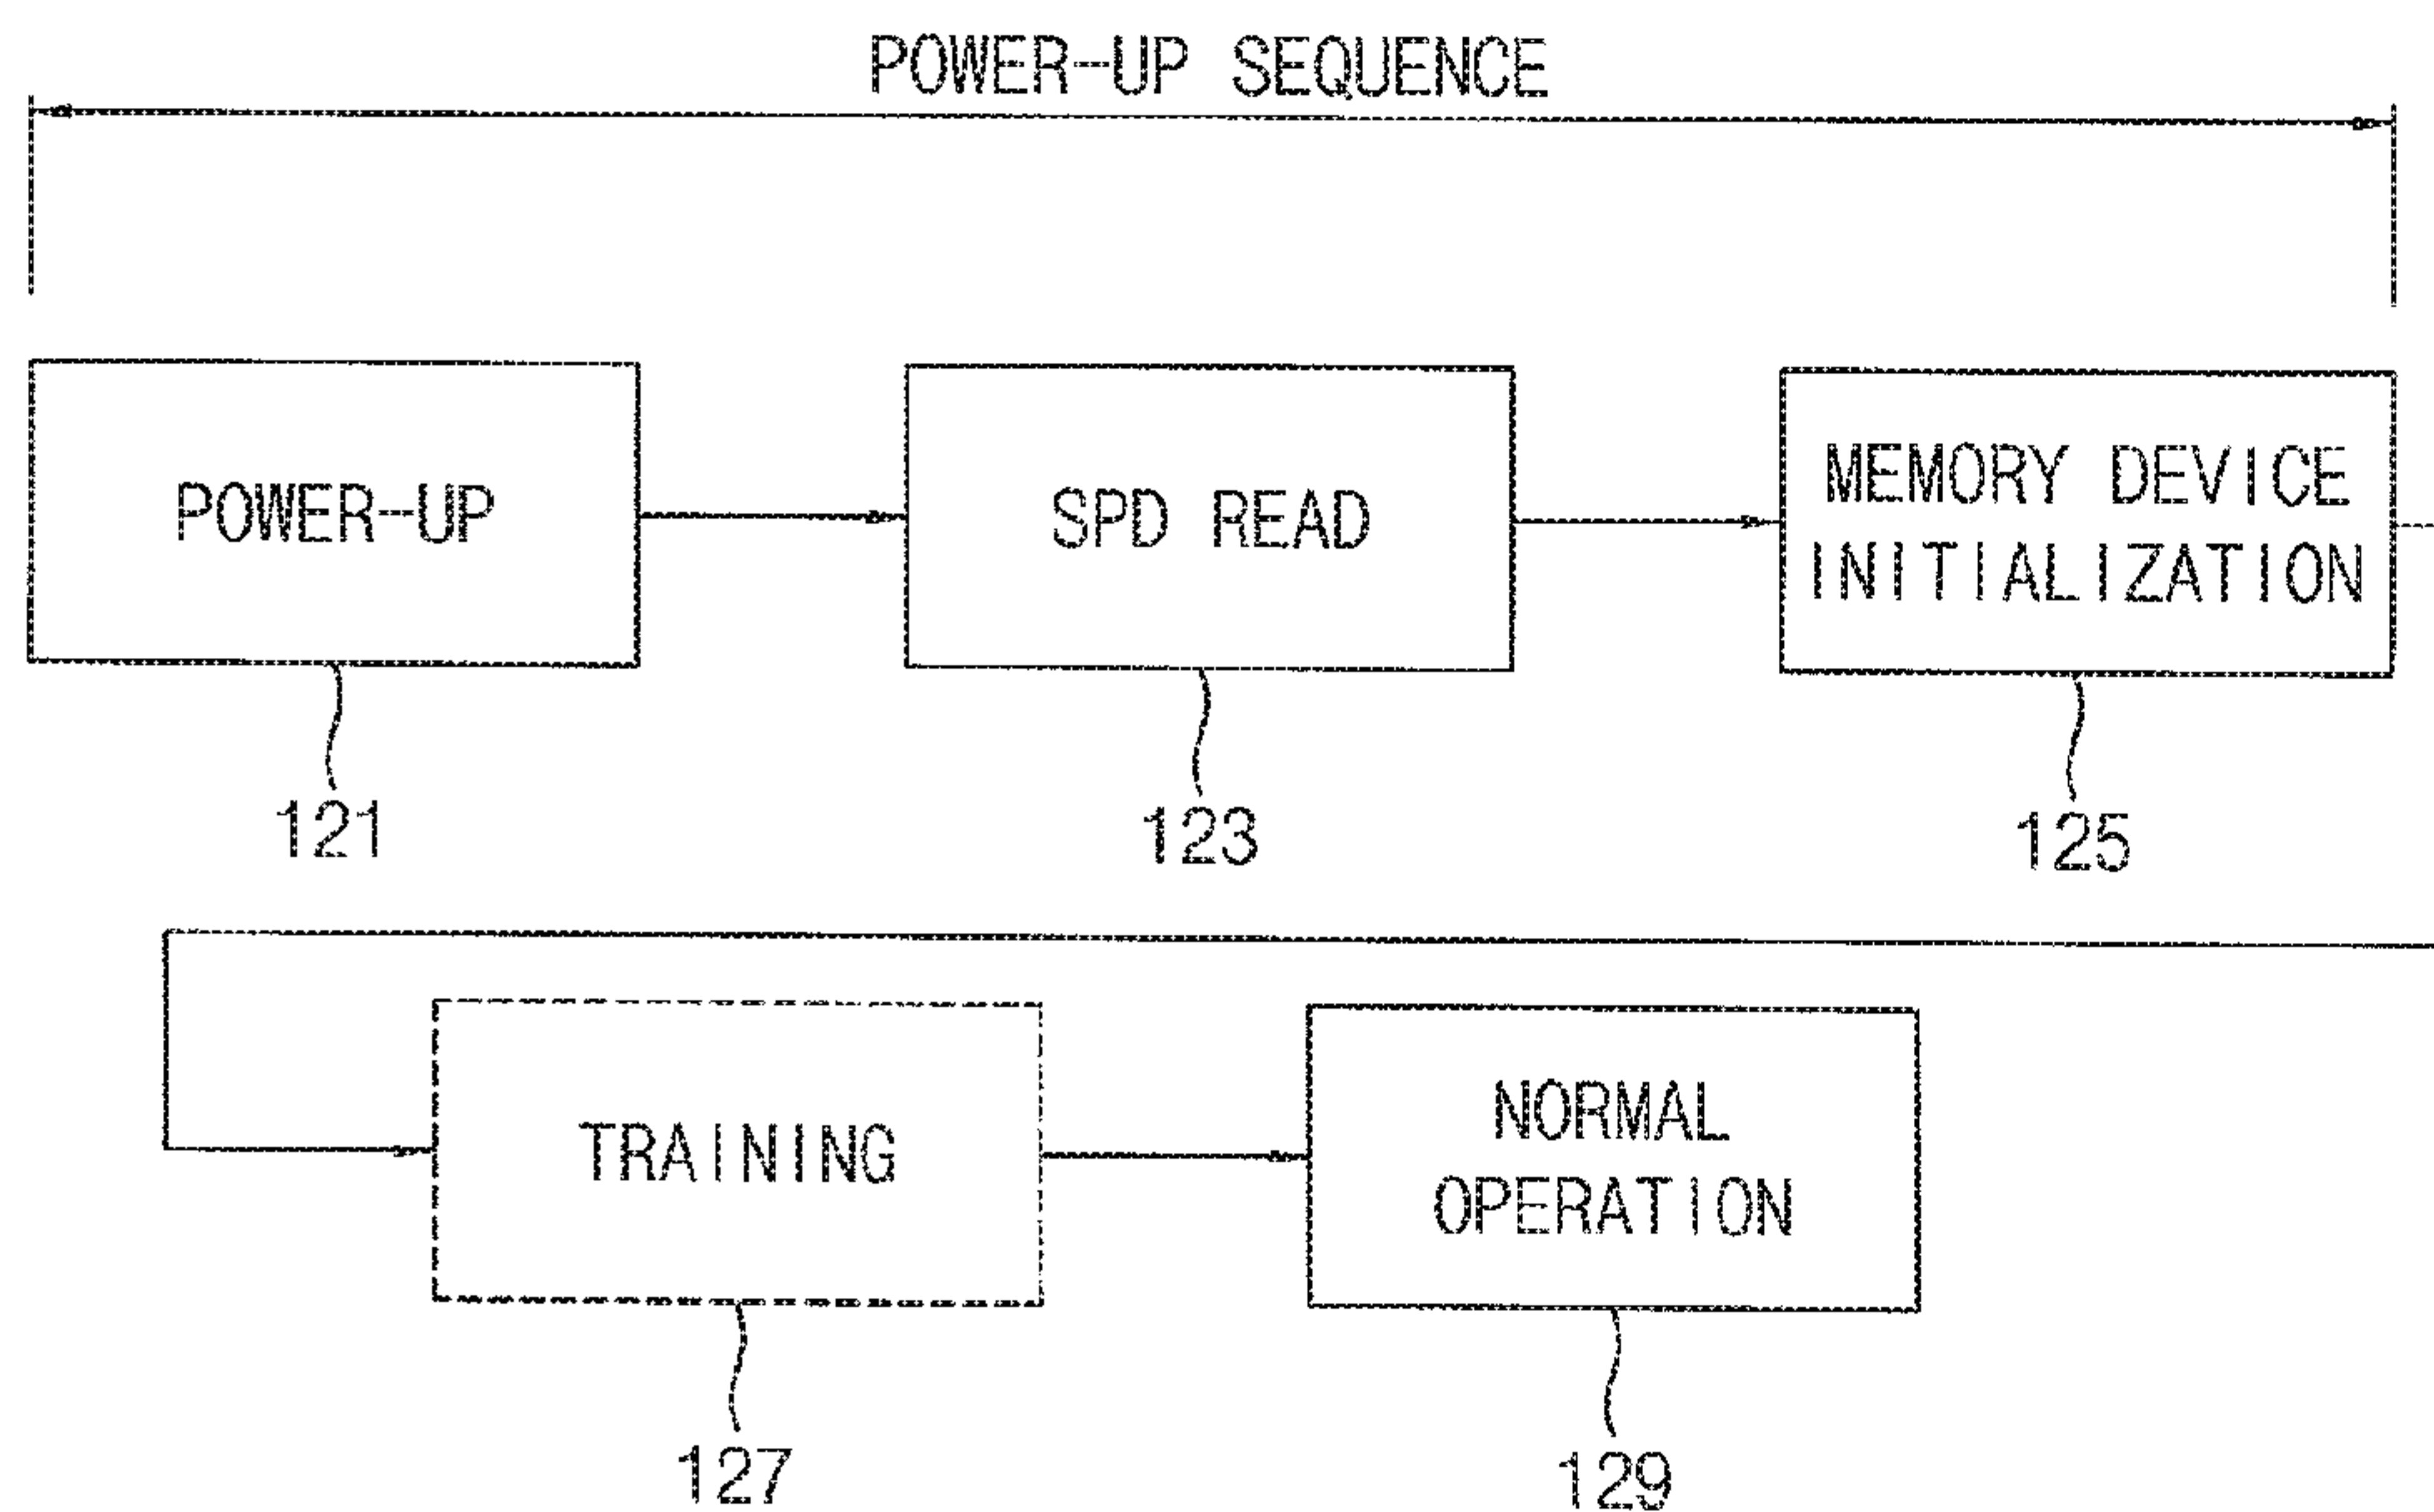 POWER-UP SEQUENCE
POWER-UP
SPD READ
MEMORY DEVICE
INITIALIZATION
121
123
125
TRAINING
NORMAL
OPERATION
127
129